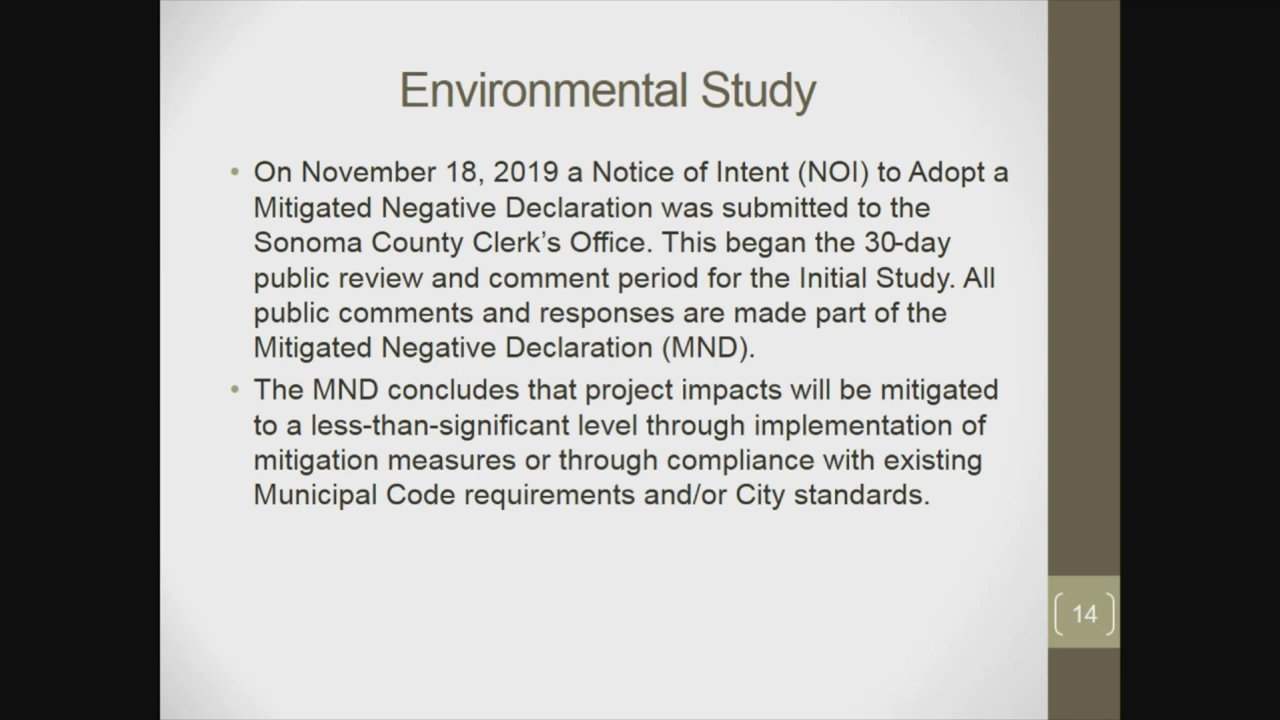 Environmental Study
• On November 18, 2019 a Notice of Intent (NOI) to Adopt a
Mitigated Negative Declaration was submitted to the
Sonoma County Clerk’s Office. This began the 30-day
public review and comment period for the Initial Study. All
public comments and responses are made part of the
Mitigated Negative Declaration (MND).
• The MND concludes that project impacts will be mitigated
to a less-than-significant level through implementation of
mitigation measures or through compliance with existing
Municipal Code requirements and/or City standards.
14